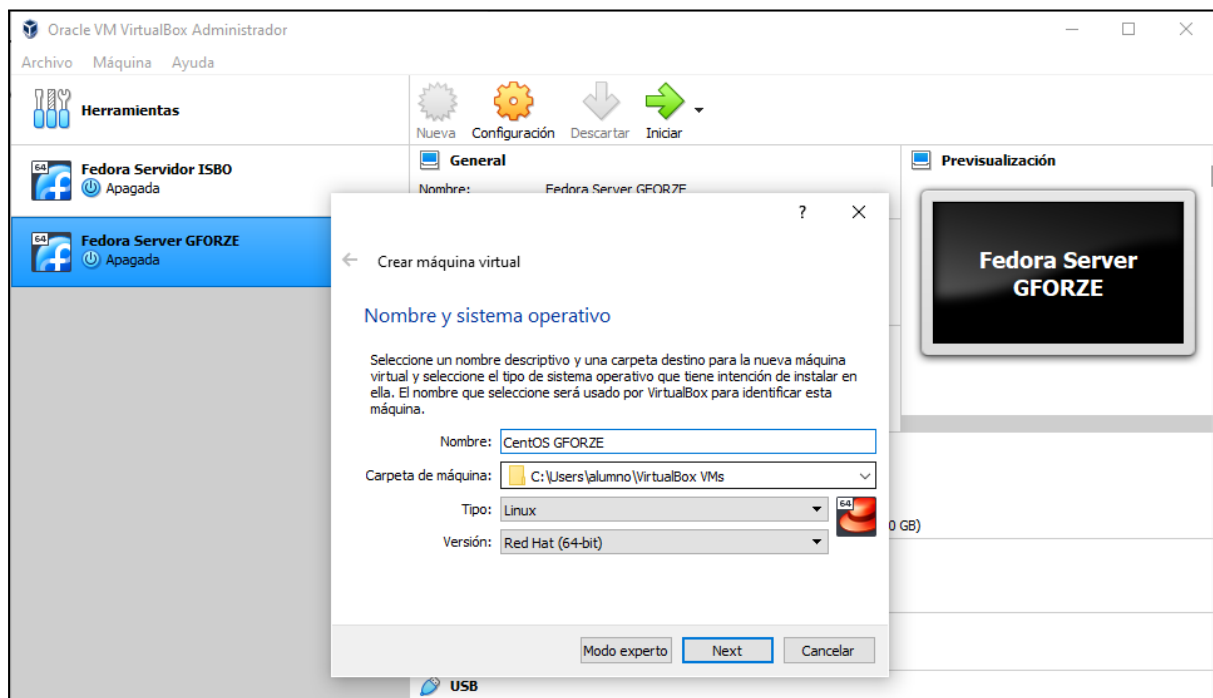 Oracle VM VirtualBox Administrador
Archivo Máquina Ayuda
Herramientas
Nueva Configuración Descartar Iniciar
64
Fedora Servidor ISBO
Apagada
64
Fedora Server GFORZE
Apagada
General
Nombre: Fedora Server GFORZE
Previsualización
Fedora Server
GFORZE
?
Crear máquina virtual
Nombre y sistema operativo
Seleccione un nombre descriptivo y una carpeta destino para la nueva máquina
virtual y seleccione el tipo de sistema operativo que tiene intención de instalar en
ella. El nombre que seleccione será usado por VirtualBox para identificar esta
máquina.
Nombre: CentOS GFORZE
Carpeta de máquina: C:\Users\alumno\VirtualBox VMs
Tipo: Linux
64
Versión: Red Hat (64-bit)
0 GB)
Modo experto Next Cancelar
USB